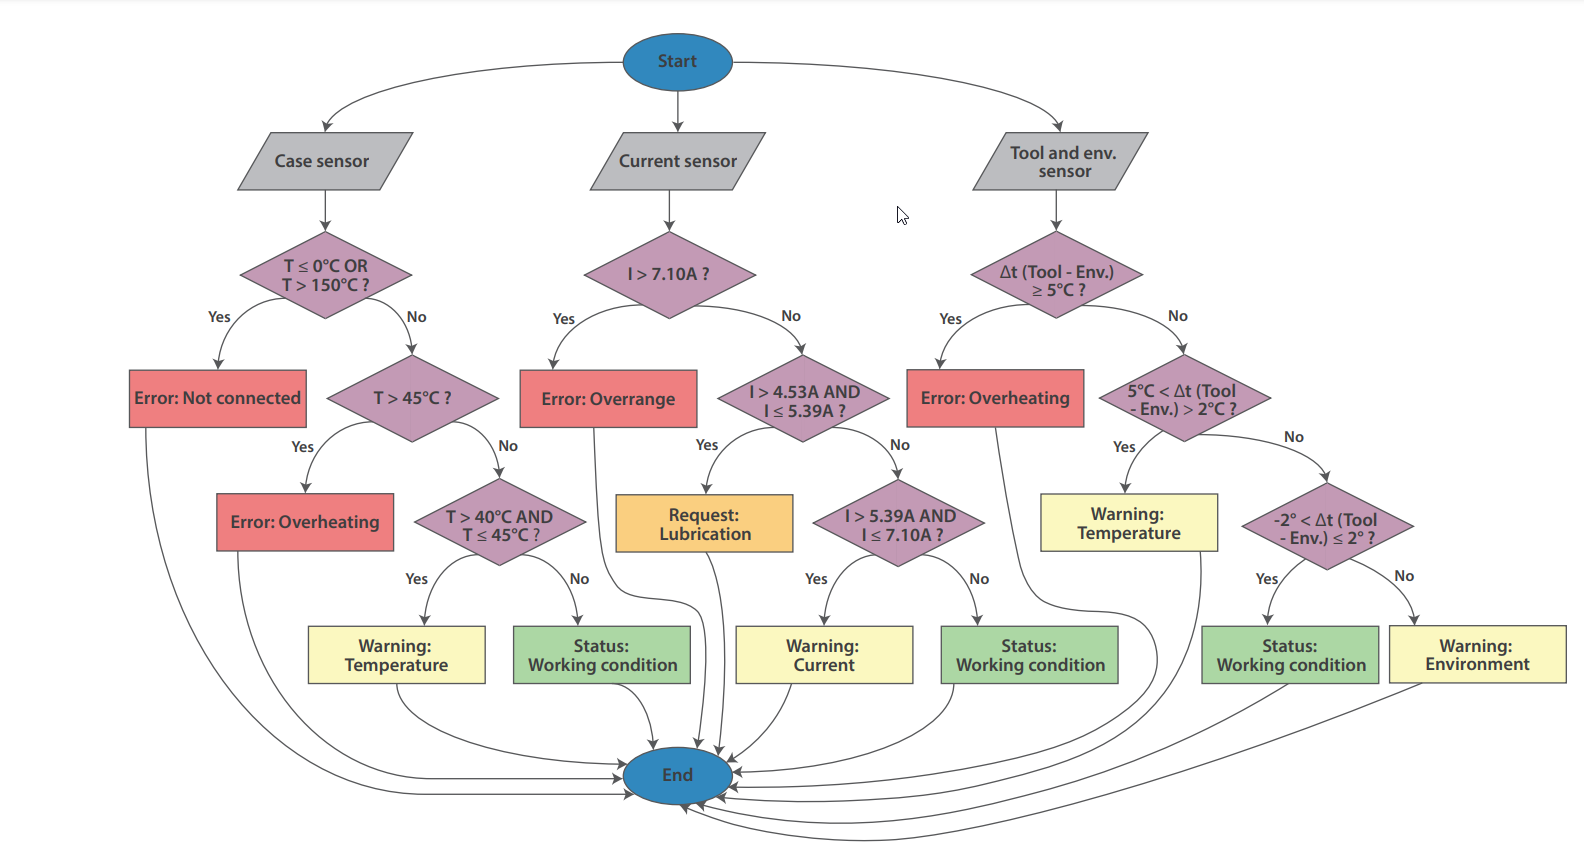 Start
Case sensor
Current sensor
Tool and env.
sensor
T ≤ 0°C OR
T > 150°C ?
I > 7.10A ?
Δt (Tool - Env.)
≥ 5°C ?
Yes
No
Yes
No
Yes
No
Error: Not connected
T > 45°C ?
Error: Overrange
I > 4.53A AND
I ≤ 5.39A ?
Error: Overheating
5°C < Δt (Tool
- Env.) > 2°C ?
Yes
No
Yes
No
Yes
No
Error: Overheating
T > 40°C AND
T ≤ 45°C ?
Request:
Lubrication
I > 5.39A AND
I ≤ 7.10A ?
Warning:
Temperature
-2° < Δt (Tool
- Env.) ≤ 2° ?
Yes
No
Yes
No
Yes
No
Warning:
Temperature
Status:
Working condition
Warning:
Current
Status:
Working condition
Status:
Working condition
Warning:
Environment
End